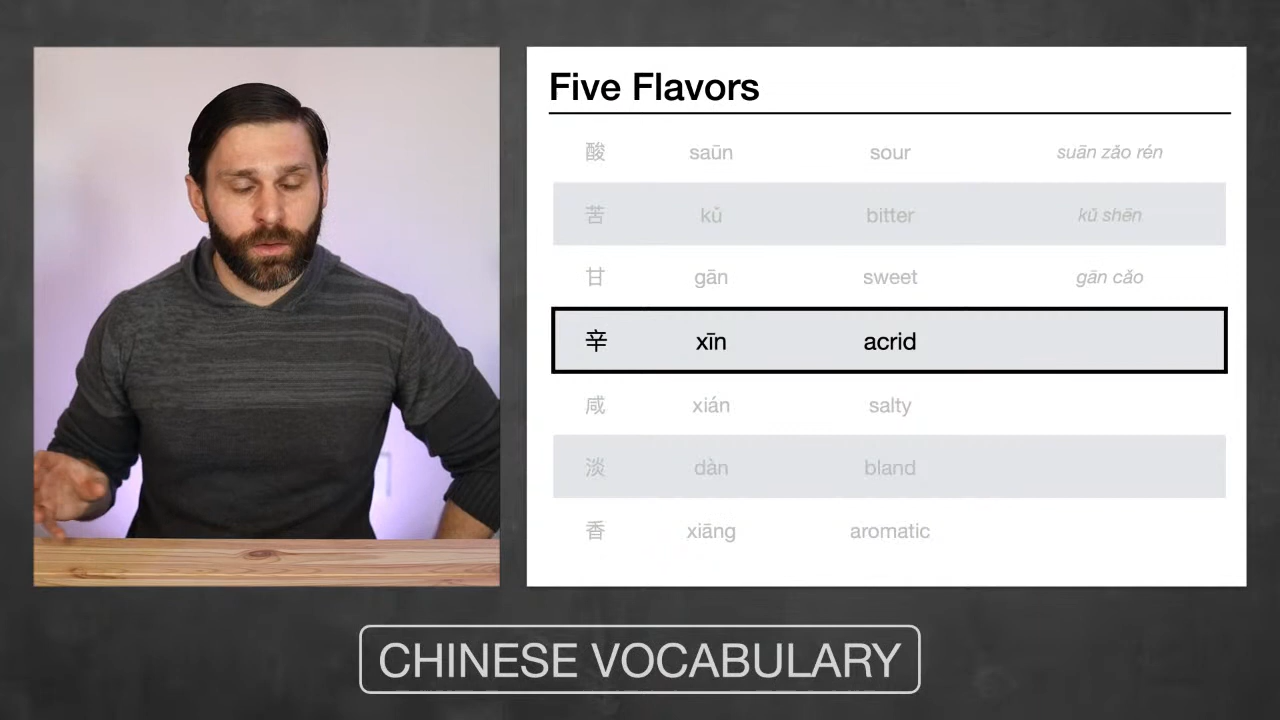 Five Flavors
酸 saūn sour suān zǎo rén
苦 kǔ bitter kǔ shēn
甘 gān sweet gān cǎo
辛 xīn acrid
咸 xián salty
淡 dàn bland
香 xiāng aromatic
CHINESE VOCABULARY